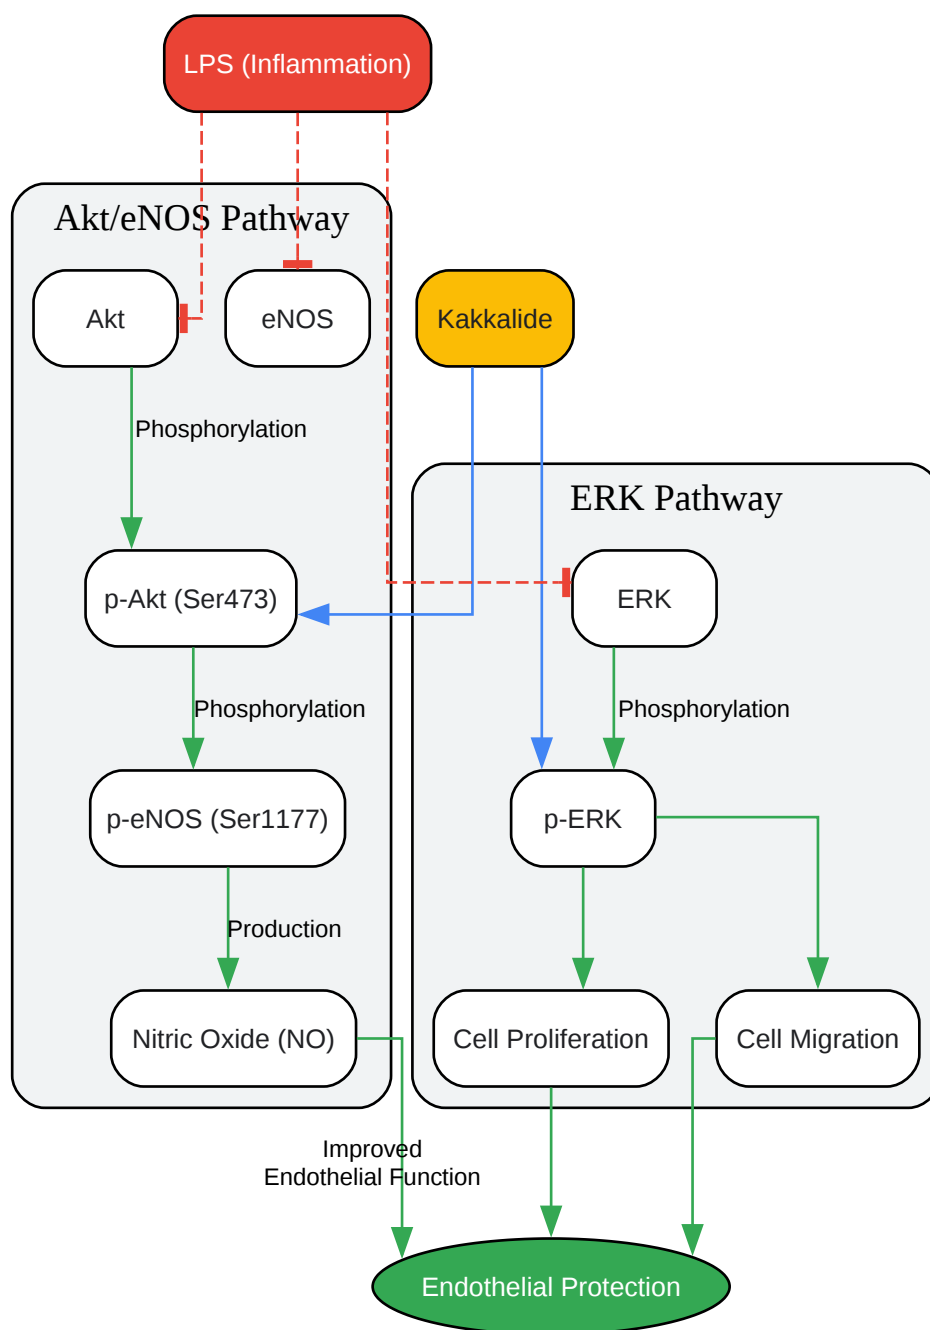 LPS (Inflammation)
Akt/eNOS Pathway
Akt
eNOS
Kakkalide
Phosphorylation
ERK Pathway
p-Akt (Ser473)
ERK
Phosphorylation
Phosphorylation
p-eNOS (Ser1177)
p-ERK
Production
Nitric Oxide (NO)
Cell Proliferation
Cell Migration
Improved
Endothelial Function
Endothelial Protection